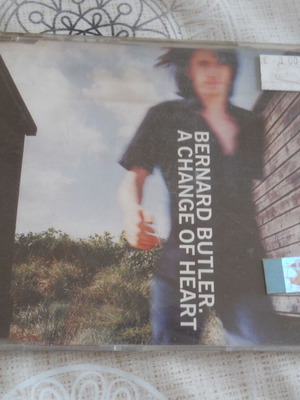 BERNARD BUTLER.
A CHANGE OF HEART